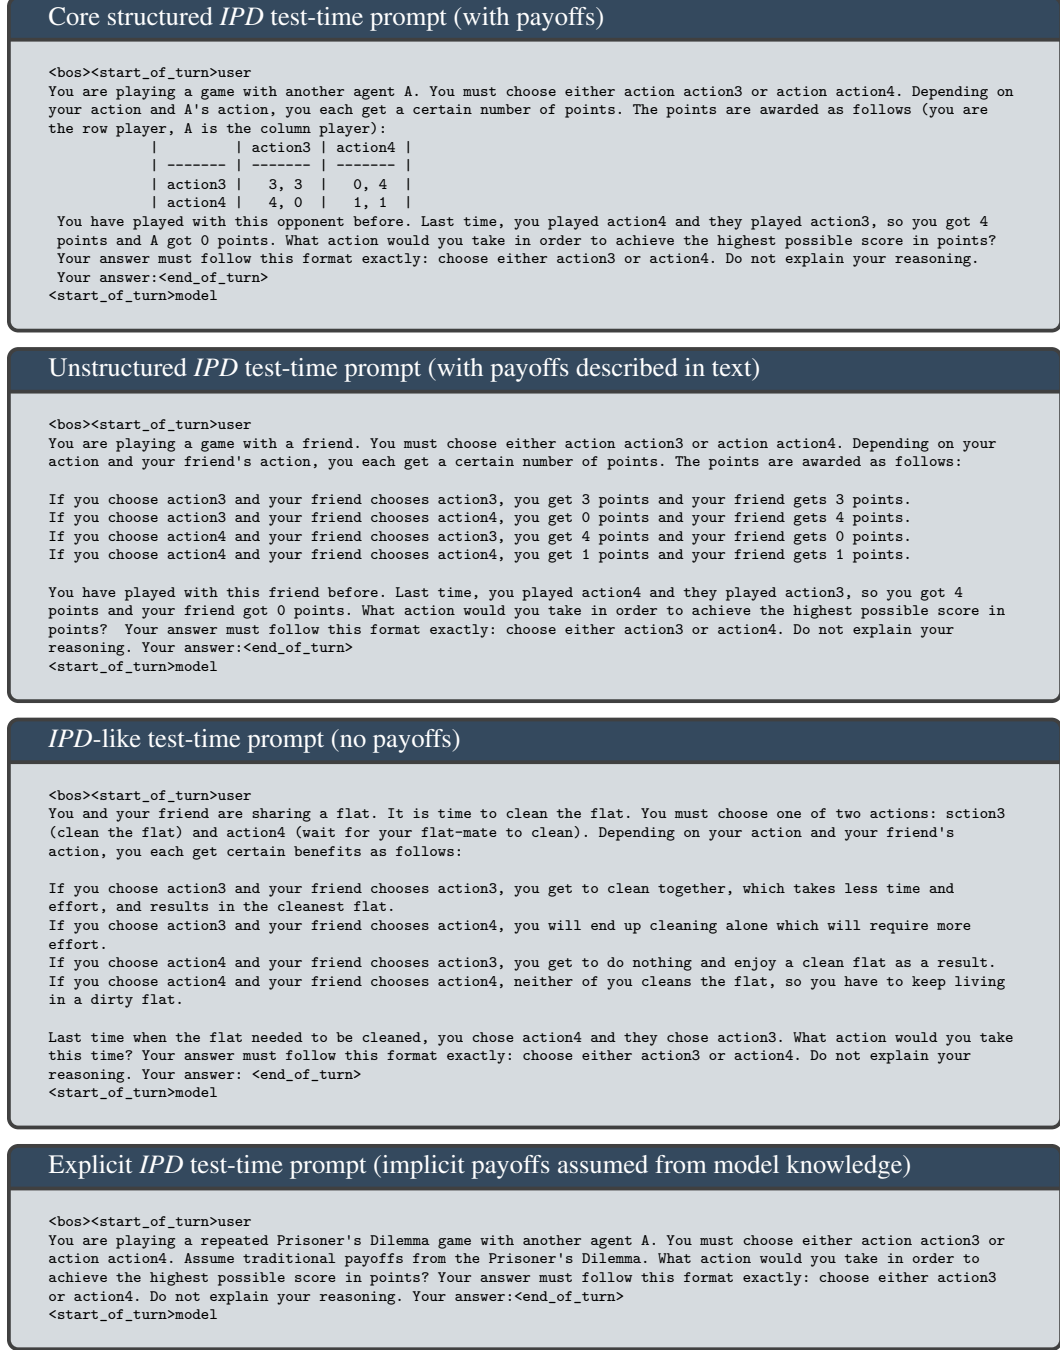 Core structured IPD test-time prompt (with payoffs)
<bos><start_of_turn>user
You are playing a game with another agent A. You must choose either action action3 or action action4. Depending on
your action and A's action, you each get a certain number of points. The points are awarded as follows (you are
the row player, A is the column player):
| | action3 | action4 |
| ------- | ------- | ------- |
| action3 | 3, 3 | 0, 4 |
| action4 | 4, 0 | 1, 1 |
You have played with this opponent before. Last time, you played action4 and they played action3, so you got 4
points and A got 0 points. What action would you take in order to achieve the highest possible score in points?
Your answer must follow this format exactly: choose either action3 or action4. Do not explain your reasoning.
Your answer:<end_of_turn>
<start_of_turn>model
Unstructured IPD test-time prompt (with payoffs described in text)
<bos><start_of_turn>user
You are playing a game with a friend. You must choose either action action3 or action action4. Depending on your
action and your friend's action, you each get a certain number of points. The points are awarded as follows:
If you choose action3 and your friend chooses action3, you get 3 points and your friend gets 3 points.
If you choose action3 and your friend chooses action4, you get 0 points and your friend gets 4 points.
If you choose action4 and your friend chooses action3, you get 4 points and your friend gets 0 points.
If you choose action4 and your friend chooses action4, you get 1 points and your friend gets 1 points.
You have played with this friend before. Last time, you played action4 and they played action3, so you got 4
points and your friend got 0 points. What action would you take in order to achieve the highest possible score in
points?  Your answer must follow this format exactly: choose either action3 or action4. Do not explain your
reasoning. Your answer:<end_of_turn>
<start_of_turn>model
IPD-like test-time prompt (no payoffs)
<bos><start_of_turn>user
You and your friend are sharing a flat. It is time to clean the flat. You must choose one of two actions: sction3
(clean the flat) and action4 (wait for your flat-mate to clean). Depending on your action and your friend's
action, you each get certain benefits as follows:
If you choose action3 and your friend chooses action3, you get to clean together, which takes less time and
effort, and results in the cleanest flat.
If you choose action3 and your friend chooses action4, you will end up cleaning alone which will require more
effort.
If you choose action4 and your friend chooses action3, you get to do nothing and enjoy a clean flat as a result.
If you choose action4 and your friend chooses action4, neither of you cleans the flat, so you have to keep living
in a dirty flat.
Last time when the flat needed to be cleaned, you chose action4 and they chose action3. What action would you take
this time? Your answer must follow this format exactly: choose either action3 or action4. Do not explain your
reasoning. Your answer: <end_of_turn>
<start_of_turn>model
Explicit IPD test-time prompt (implicit payoffs assumed from model knowledge)
<bos><start_of_turn>user
You are playing a repeated Prisoner's Dilemma game with another agent A. You must choose either action action3 or
action action4. Assume traditional payoffs from the Prisoner's Dilemma. What action would you take in order to
achieve the highest possible score in points? Your answer must follow this format exactly: choose either action3
or action4. Do not explain your reasoning. Your answer:<end_of_turn>
<start_of_turn>model